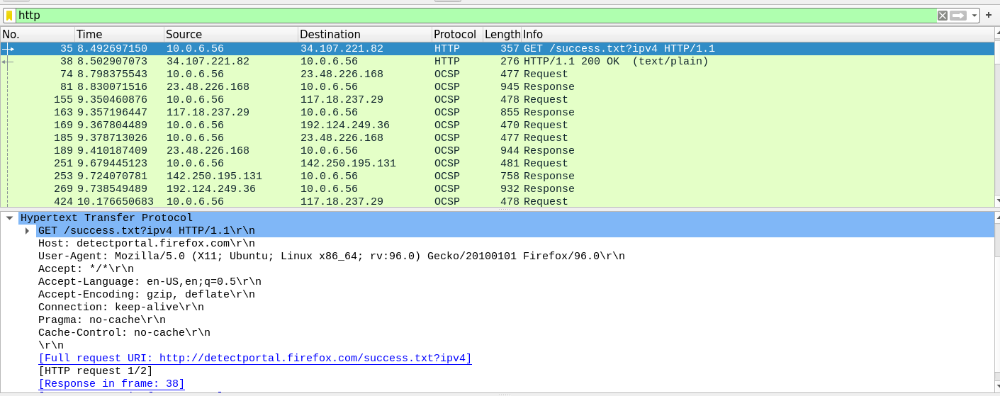 http
No. Time Source Destination Protocol Length Info
35 8.492697150 10.0.6.56 34.107.221.82 HTTP 357 GET /success.txt?ipv4 HTTP/1.1
38 8.502907073 34.107.221.82 10.0.6.56 HTTP 276 HTTP/1.1 200 OK (text/plain)
74 8.798375543 10.0.6.56 23.48.226.168 OCSP 477 Request
81 8.830071516 23.48.226.168 10.0.6.56 OCSP 945 Response
155 9.350460876 10.0.6.56 117.18.237.29 OCSP 478 Request
163 9.357196447 117.18.237.29 10.0.6.56 OCSP 855 Response
169 9.367804489 10.0.6.56 192.124.249.36 OCSP 470 Request
185 9.378713026 10.0.6.56 23.48.226.168 OCSP 477 Request
189 9.410187409 23.48.226.168 10.0.6.56 OCSP 944 Response
251 9.679445123 10.0.6.56 142.250.195.131 OCSP 481 Request
253 9.724070781 142.250.195.131 10.0.6.56 OCSP 758 Response
269 9.738549489 192.124.249.36 10.0.6.56 OCSP 932 Response
424 10.176650683 10.0.6.56 117.18.237.29 OCSP 478 Request
Hypertext Transfer Protocol
GET /success.txt?ipv4 HTTP/1.1\r\n
Host: detectportal.firefox.com\r\n
User-Agent: Mozilla/5.0 (X11; Ubuntu; Linux x86_64; rv:96.0) Gecko/20100101 Firefox/96.0\r\n
Accept: */*\r\n
Accept-Language: en-US,en;q=0.5\r\n
Accept-Encoding: gzip, deflate\r\n
Connection: keep-alive\r\n
Pragma: no-cache\r\n
Cache-Control: no-cache\r\n
\r\n
[Full request URI: http://detectportal.firefox.com/success.txt?ipv4]
[HTTP request 1/2]
[Response in frame: 38]